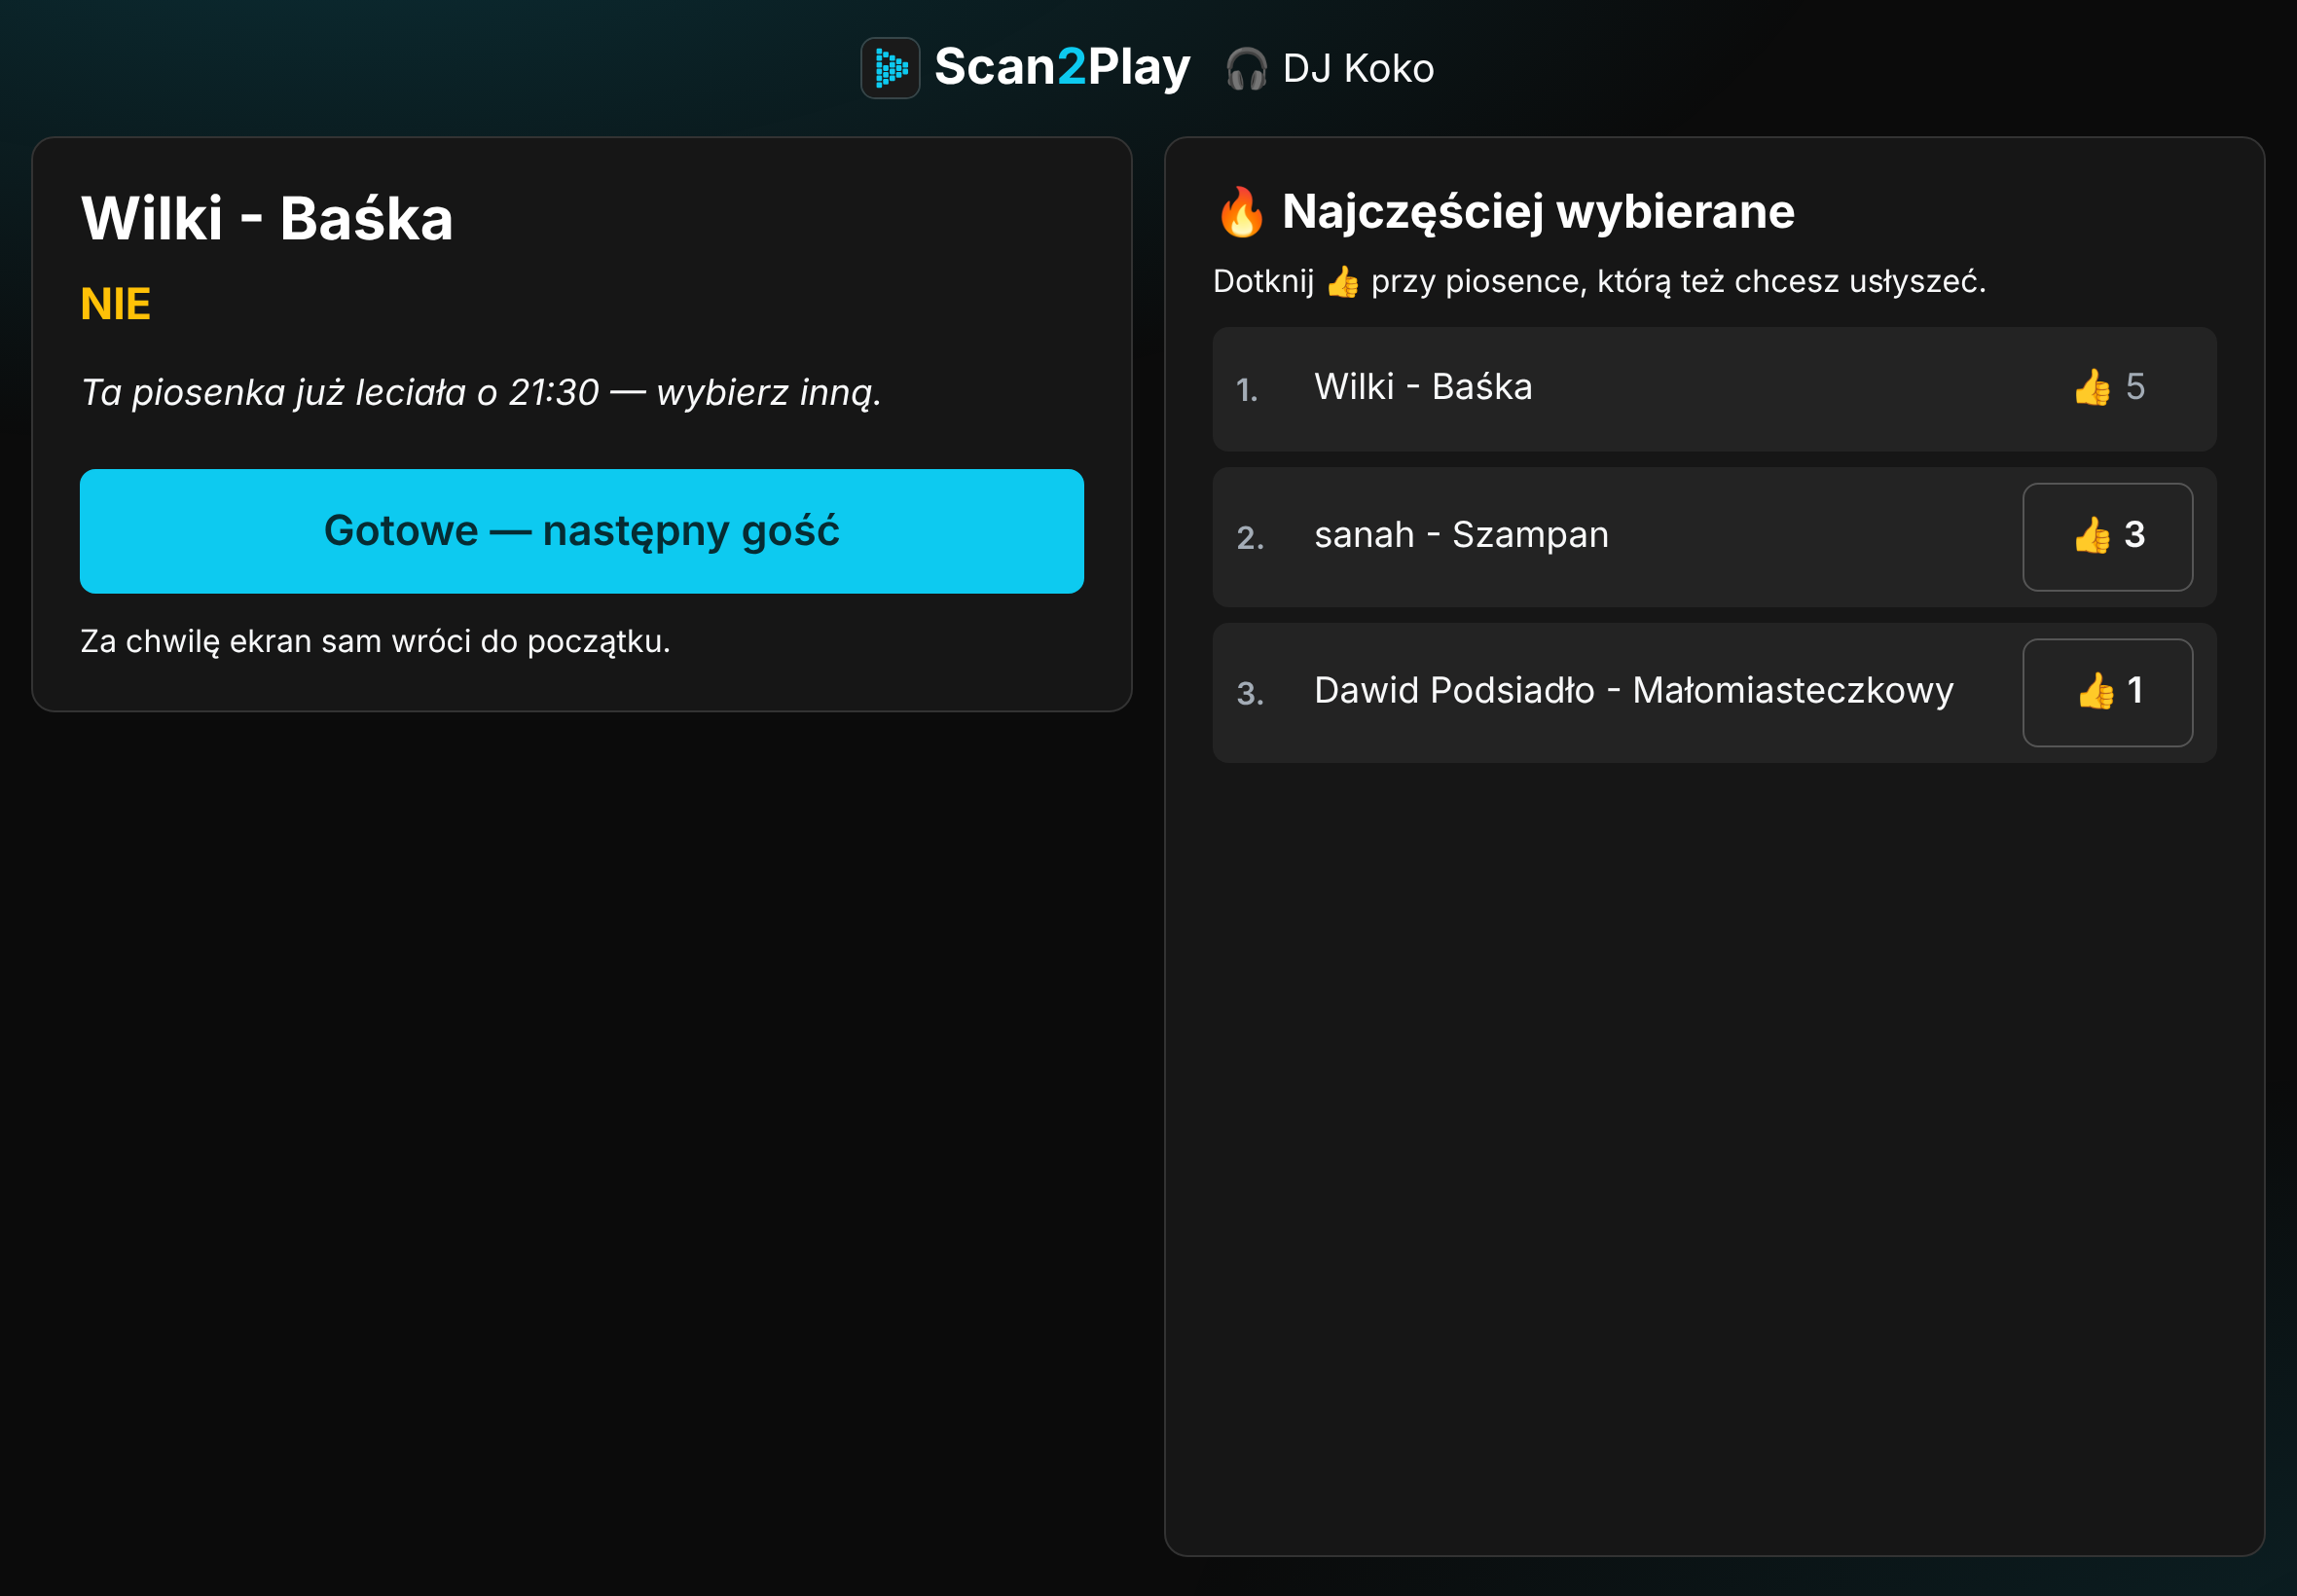 Scan2Play 🎧 DJ Koko
Wilki - Baśka
NIE
Ta piosenka już leciała o 21:30 — wybierz inną.
Gotowe — następny gość
Za chwilę ekran sam wróci do początku.
🔥 Najczęściej wybierane
Dotknij 👍 przy piosence, którą też chcesz usłyszeć.
1. Wilki - Baśka 👍 5
2. sanah - Szampan 👍 3
3. Dawid Podsiadło - Małomiasteczkowy 👍 1